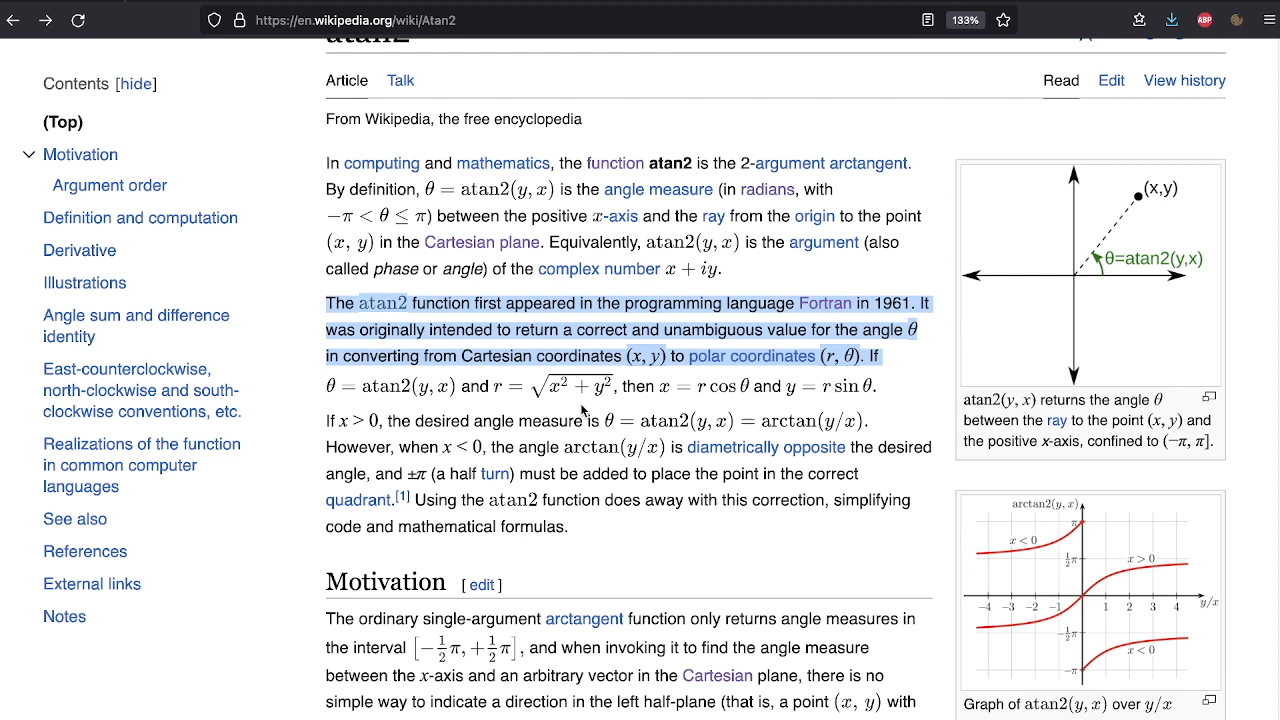 https://en.wikipedia.org/wiki/Atan2
133%
ABP
atan2
Contents [hide]
(Top)
Motivation
Argument order
Definition and computation
Derivative
Illustrations
Angle sum and difference
identity
East-counterclockwise,
north-clockwise and south-
clockwise conventions, etc.
Realizations of the function
in common computer
languages
See also
References
External links
Notes
Article Talk
Read Edit View history
From Wikipedia, the free encyclopedia
In computing and mathematics, the function atan2 is the 2-argument arctangent.
By definition, θ = atan2(y, x) is the angle measure (in radians, with
−π < θ ≤ π) between the positive x-axis and the ray from the origin to the point
(x, y) in the Cartesian plane. Equivalently, atan2(y, x) is the argument (also
called phase or angle) of the complex number x + iy.
The atan2 function first appeared in the programming language Fortran in 1961. It
was originally intended to return a correct and unambiguous value for the angle θ
in converting from Cartesian coordinates (x, y) to polar coordinates (r, θ). If
θ = atan2(y, x) and r = √(x² + y²), then x = r cos θ and y = r sin θ.
If x > 0, the desired angle measure is θ = atan2(y, x) = arctan(y/x).
However, when x < 0, the angle arctan(y/x) is diametrically opposite the desired
angle, and ±π (a half turn) must be added to place the point in the correct
quadrant.[1] Using the atan2 function does away with this correction, simplifying
code and mathematical formulas.
Motivation [ edit ]
The ordinary single-argument arctangent function only returns angle measures in
the interval [−½π, +½π], and when invoking it to find the angle measure
between the x-axis and an arbitrary vector in the Cartesian plane, there is no
simple way to indicate a direction in the left half-plane (that is, a point (x, y) with
(x,y)
θ=atan2(y,x)
atan2(y, x) returns the angle θ
between the ray to the point (x, y) and
the positive x-axis, confined to (−π, π].
arctan2(y, x)
π
x < 0
½π
x > 0
−4 −3 −2 −1 1 2 3 4 y/x
−½π
x < 0
−π
Graph of atan2(y, x) over y/x